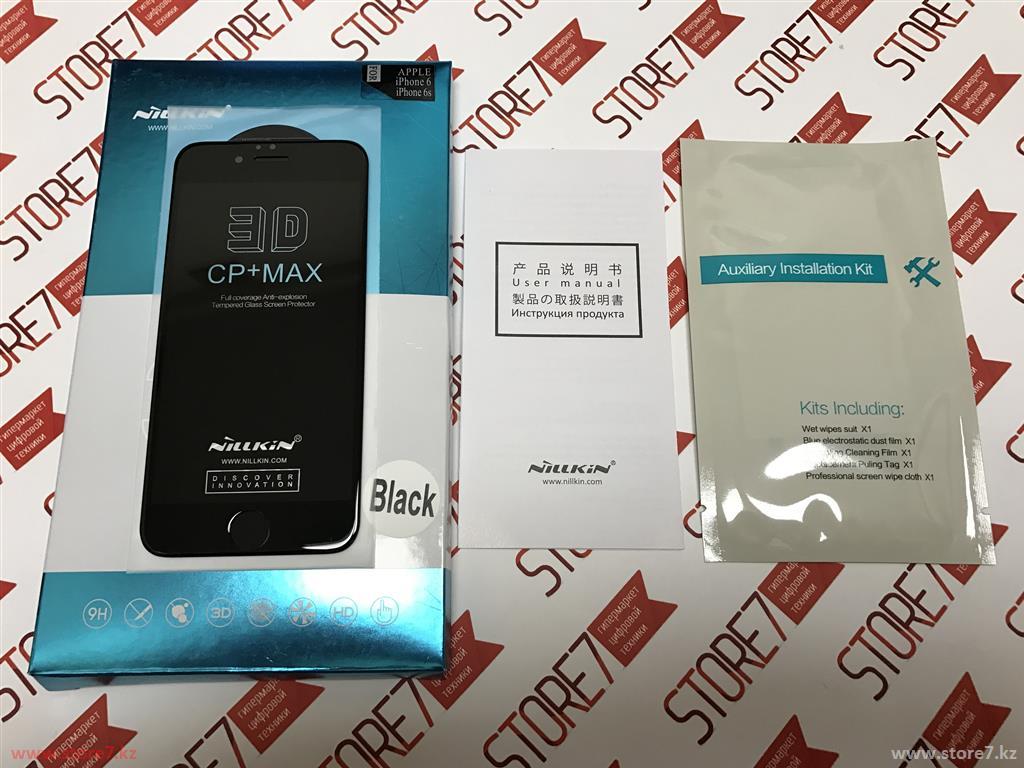 NILLKIN
WWW.NILLKIN.COM
FOR
APPLE
iPhone 6
iPhone 6s
3D
CP+MAX
Full coverage Anti-explosion
Tempered Glass Screen Protector
NILLKIN®
WWW.NILLKIN.COM
DISCOVER
INNOVATION
Black
9H
3D
HD
产品说明书
User manual
製品の取扱説明書
Инструкция продукта
NILLKIN®
www.nillkin.com
Auxiliary Installation Kit
Kits Including:
Wet wipes suit X1
Blue electrostatic dust film X1
Cleaning Film X1
Puling Tag X1
Professional screen wipe cloth X1
STORE7
гипермаркет
цифровой
техники
www.store7.kz
www.store7.kz